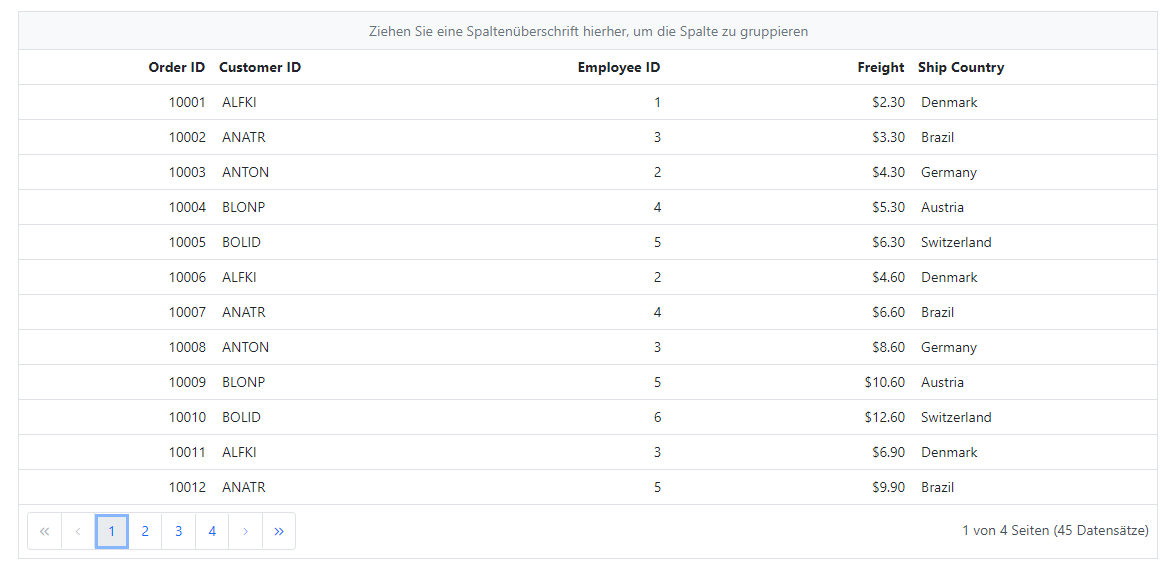 Ziehen Sie eine Spaltenüberschrift hierher, um die Spalte zu gruppieren
Order ID Customer ID Employee ID Freight Ship Country
10001 ALFKI 1 $2.30 Denmark
10002 ANATR 3 $3.30 Brazil
10003 ANTON 2 $4.30 Germany
10004 BLONP 4 $5.30 Austria
10005 BOLID 5 $6.30 Switzerland
10006 ALFKI 2 $4.60 Denmark
10007 ANATR 4 $6.60 Brazil
10008 ANTON 3 $8.60 Germany
10009 BLONP 5 $10.60 Austria
10010 BOLID 6 $12.60 Switzerland
10011 ALFKI 3 $6.90 Denmark
10012 ANATR 5 $9.90 Brazil
« ‹ 1 2 3 4 › » 1 von 4 Seiten (45 Datensätze)